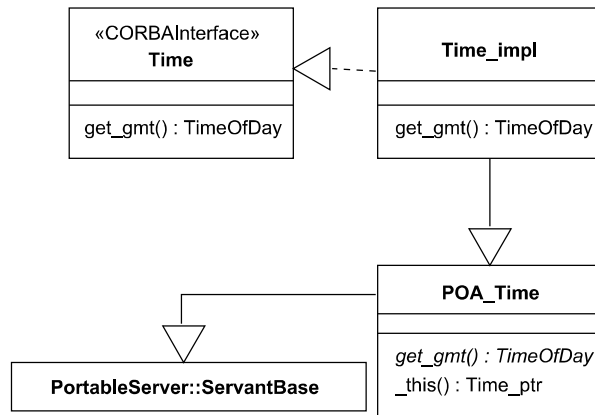 «CORBAInterface»
Time
get_gmt() : TimeOfDay
Time_impl
get_gmt() : TimeOfDay
POA_Time
get_gmt() : TimeOfDay
_this() : Time_ptr
PortableServer::ServantBase